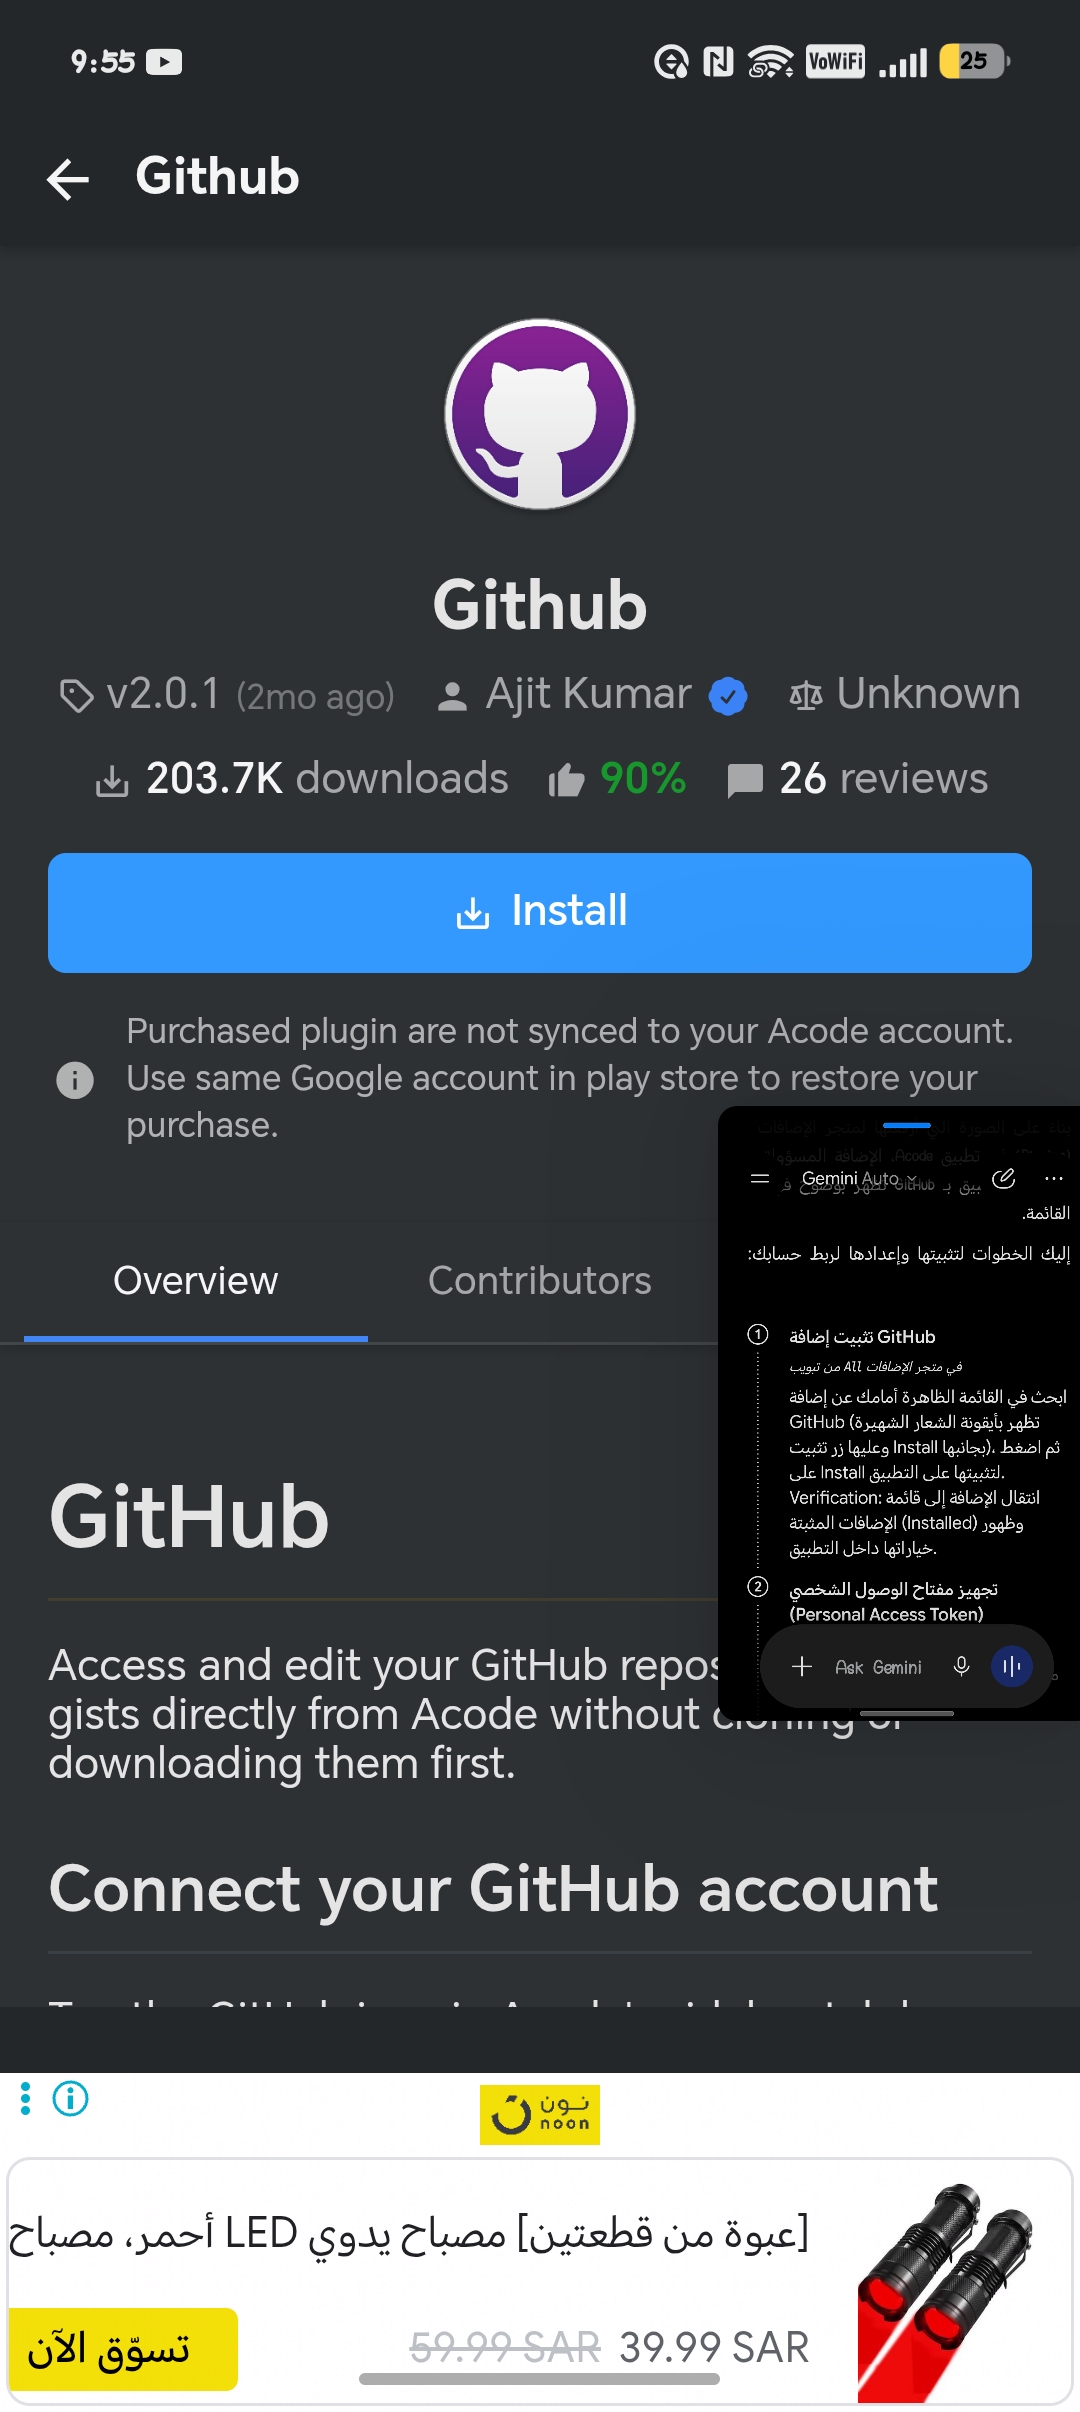 9:55
VoWiFi
25
Github
Github
v2.0.1 (2mo ago) Ajit Kumar Unknown
203.7K downloads 90% 26 reviews
Install
Purchased plugin are not synced to your Acode account.
Use same Google account in play store to restore your
purchase.
Overview Contributors
GitHub
Access and edit your GitHub repos
gists directly from Acode without cloning or
downloading them first.
Connect your GitHub account
Gemini Auto
القائمة.
إليك الخطوات لتثبيتها وإعدادها لربط حسابك:
1
تثبيت إضافة GitHub
من تبويب All في متجر الإضافات
ابحث في القائمة الظاهرة أمامك عن إضافة
GitHub (تظهر بأيقونة الشعار الشهيرة
وعليها زر تثبيت Install بجانبها)، ثم اضغط
على Install لتثبيتها على التطبيق.
Verification: انتقال الإضافة إلى قائمة
الإضافات المثبتة (Installed) وظهور
خياراتها داخل التطبيق.
2
تجهيز مفتاح الوصول الشخصي
(Personal Access Token)
Ask Gemini
نون
noon
[عبوة من قطعتين] مصباح يدوي LED أحمر، مصباح
59.99 SAR 39.99 SAR
تسوّق الآن